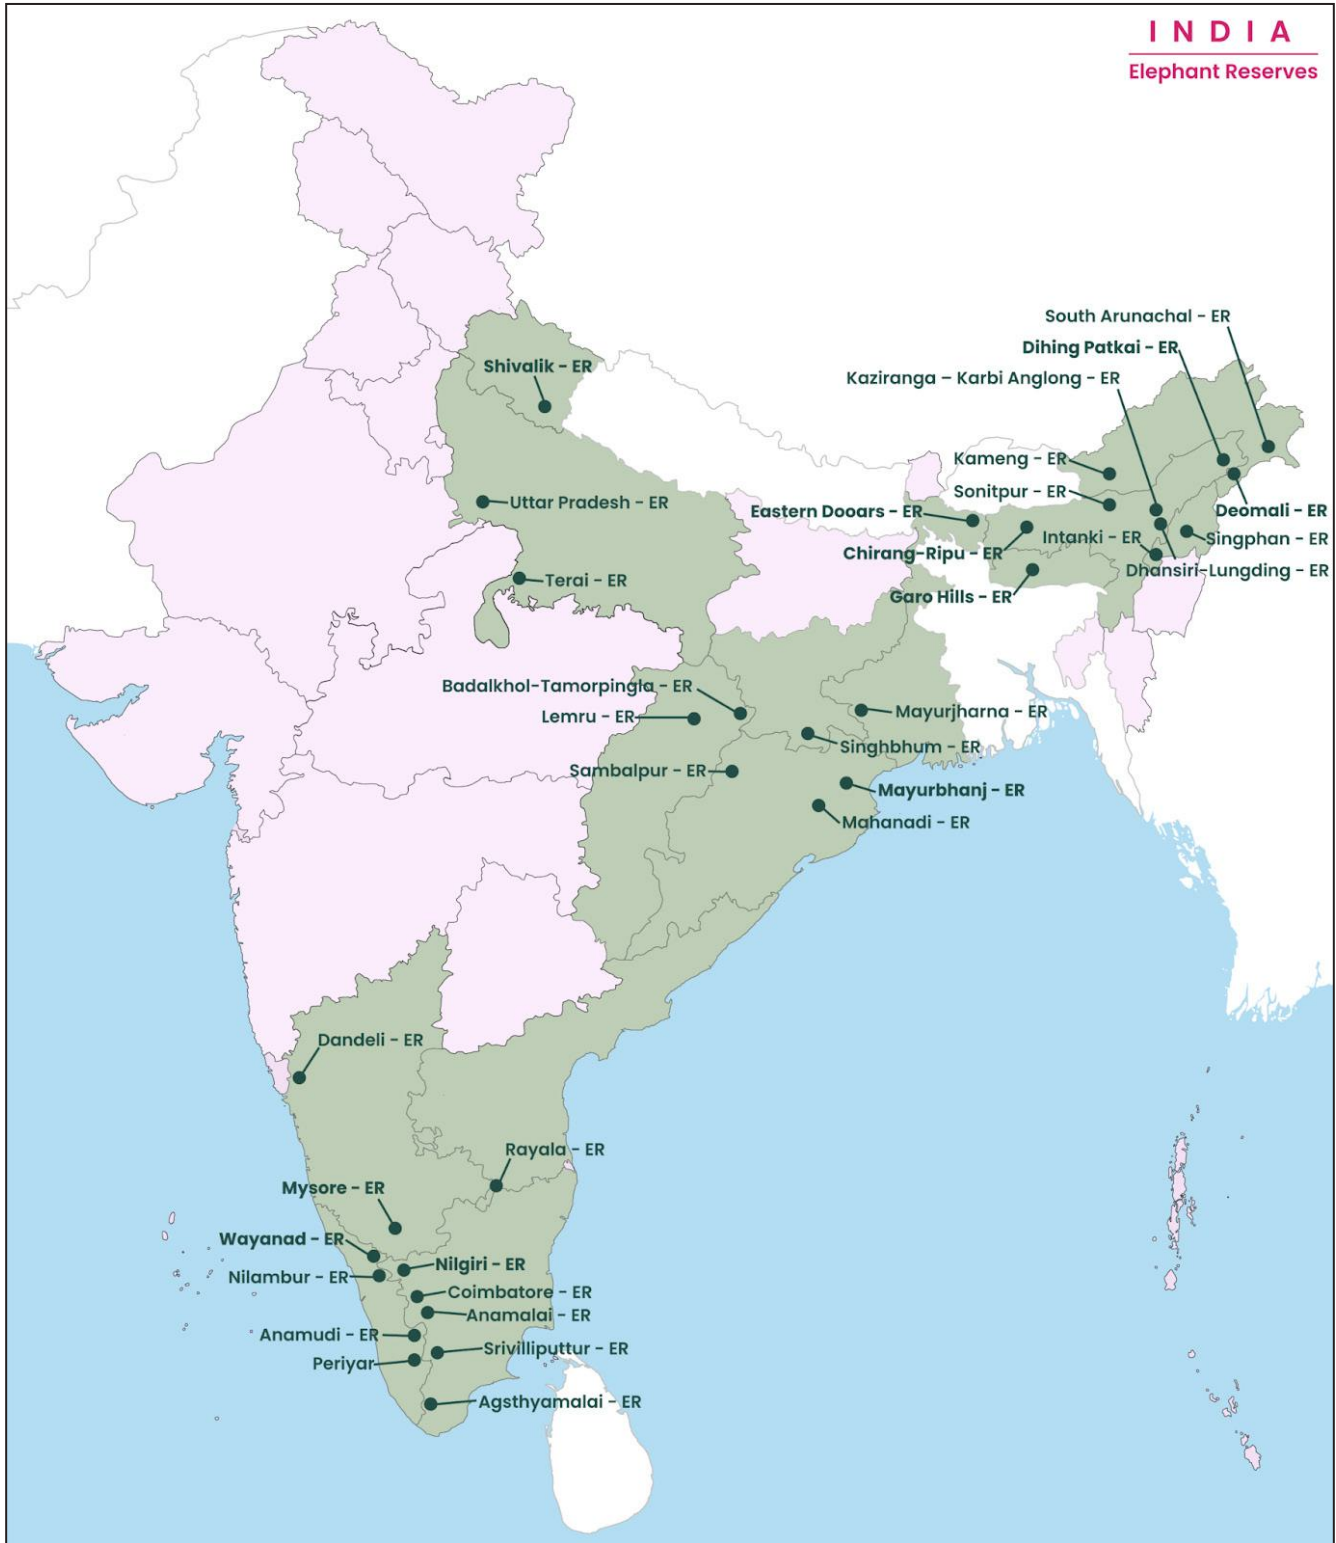 INDIA
Elephant Reserves
South Arunachal - ER
Dihing Patkai - ER
Shivalik - ER
Kaziranga – Karbi Anglong - ER
Kameng - ER
Sonitpur - ER
Uttar Pradesh - ER
Eastern Dooars - ER
Deomali - ER
Intanki - ER
Singphan - ER
Chirang-Ripu - ER
Dhansiri-Lungding - ER
Terai - ER
Garo Hills - ER
Badalkhol-Tamorpingla - ER
Mayurjharna - ER
Lemru - ER
Singhbhum - ER
Sambalpur - ER
Mayurbhanj - ER
Mahanadi - ER
Dandeli - ER
Rayala - ER
Mysore - ER
Wayanad - ER
Nilgiri - ER
Nilambur - ER
Coimbatore - ER
Anamalai - ER
Anamudi - ER
Srivilliputtur - ER
Periyar
Agsthyamalai - ER